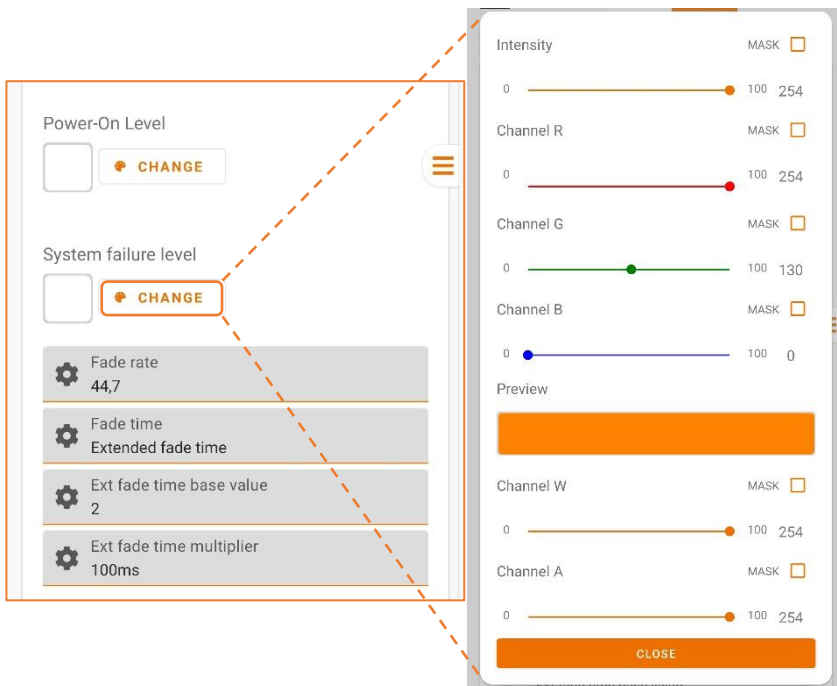 Power-On Level
CHANGE
System failure level
CHANGE
Fade rate
44,7
Fade time
Extended fade time
Ext fade time base value
2
Ext fade time multiplier
100ms
Intensity MASK
0 100 254
Channel R MASK
0 100 254
Channel G MASK
0 100 130
Channel B MASK
0 100 0
Preview
Channel W MASK
0 100 254
Channel A MASK
0 100 254
CLOSE